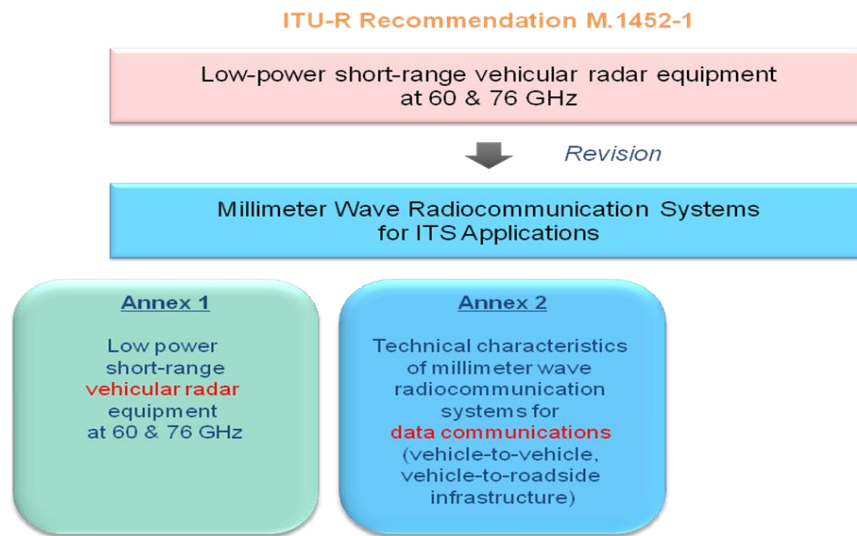 ITU-R Recommendation M.1452-1
Low-power short-range vehicular radar equipment
at 60 & 76 GHz
Revision
Millimeter Wave Radiocommunication Systems
for ITS Applications
Annex 1
Low power
short-range
vehicular radar
equipment
at 60 & 76 GHz
Annex 2
Technical characteristics
of millimeter wave
radiocommunication
systems for
data communications
(vehicle-to-vehicle,
vehicle-to-roadside
infrastructure)